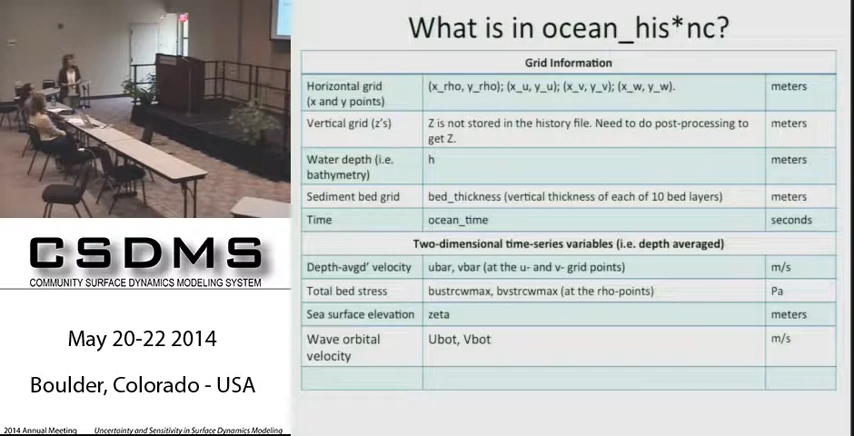 What is in ocean_his*nc?
Grid Information
Horizontal grid (x_rho, y_rho); (x_u, y_u); (x_v, y_v); (x_w, y_w). meters
(x and y points)
Vertical grid (z's) Z is not stored in the history file. Need to do post-processing to meters
get Z.
Water depth (i.e. h meters
bathymetry)
Sediment bed grid bed_thickness (vertical thickness of each of 10 bed layers) meters
Time ocean_time seconds
Two-dimensional time-series variables (i.e. depth averaged)
Depth-avgd' velocity ubar, vbar (at the u- and v- grid points) m/s
Total bed stress bustrcwmax, bvstrcwmax (at the rho-points) Pa
Sea surface elevation zeta meters
Wave orbital Ubot, Vbot m/s
velocity
CSDMS
COMMUNITY SURFACE DYNAMICS MODELING SYSTEM
May 20-22 2014
Boulder, Colorado - USA
2014 Annual Meeting Uncertainty and Sensitivity in Surface Dynamics Modeling